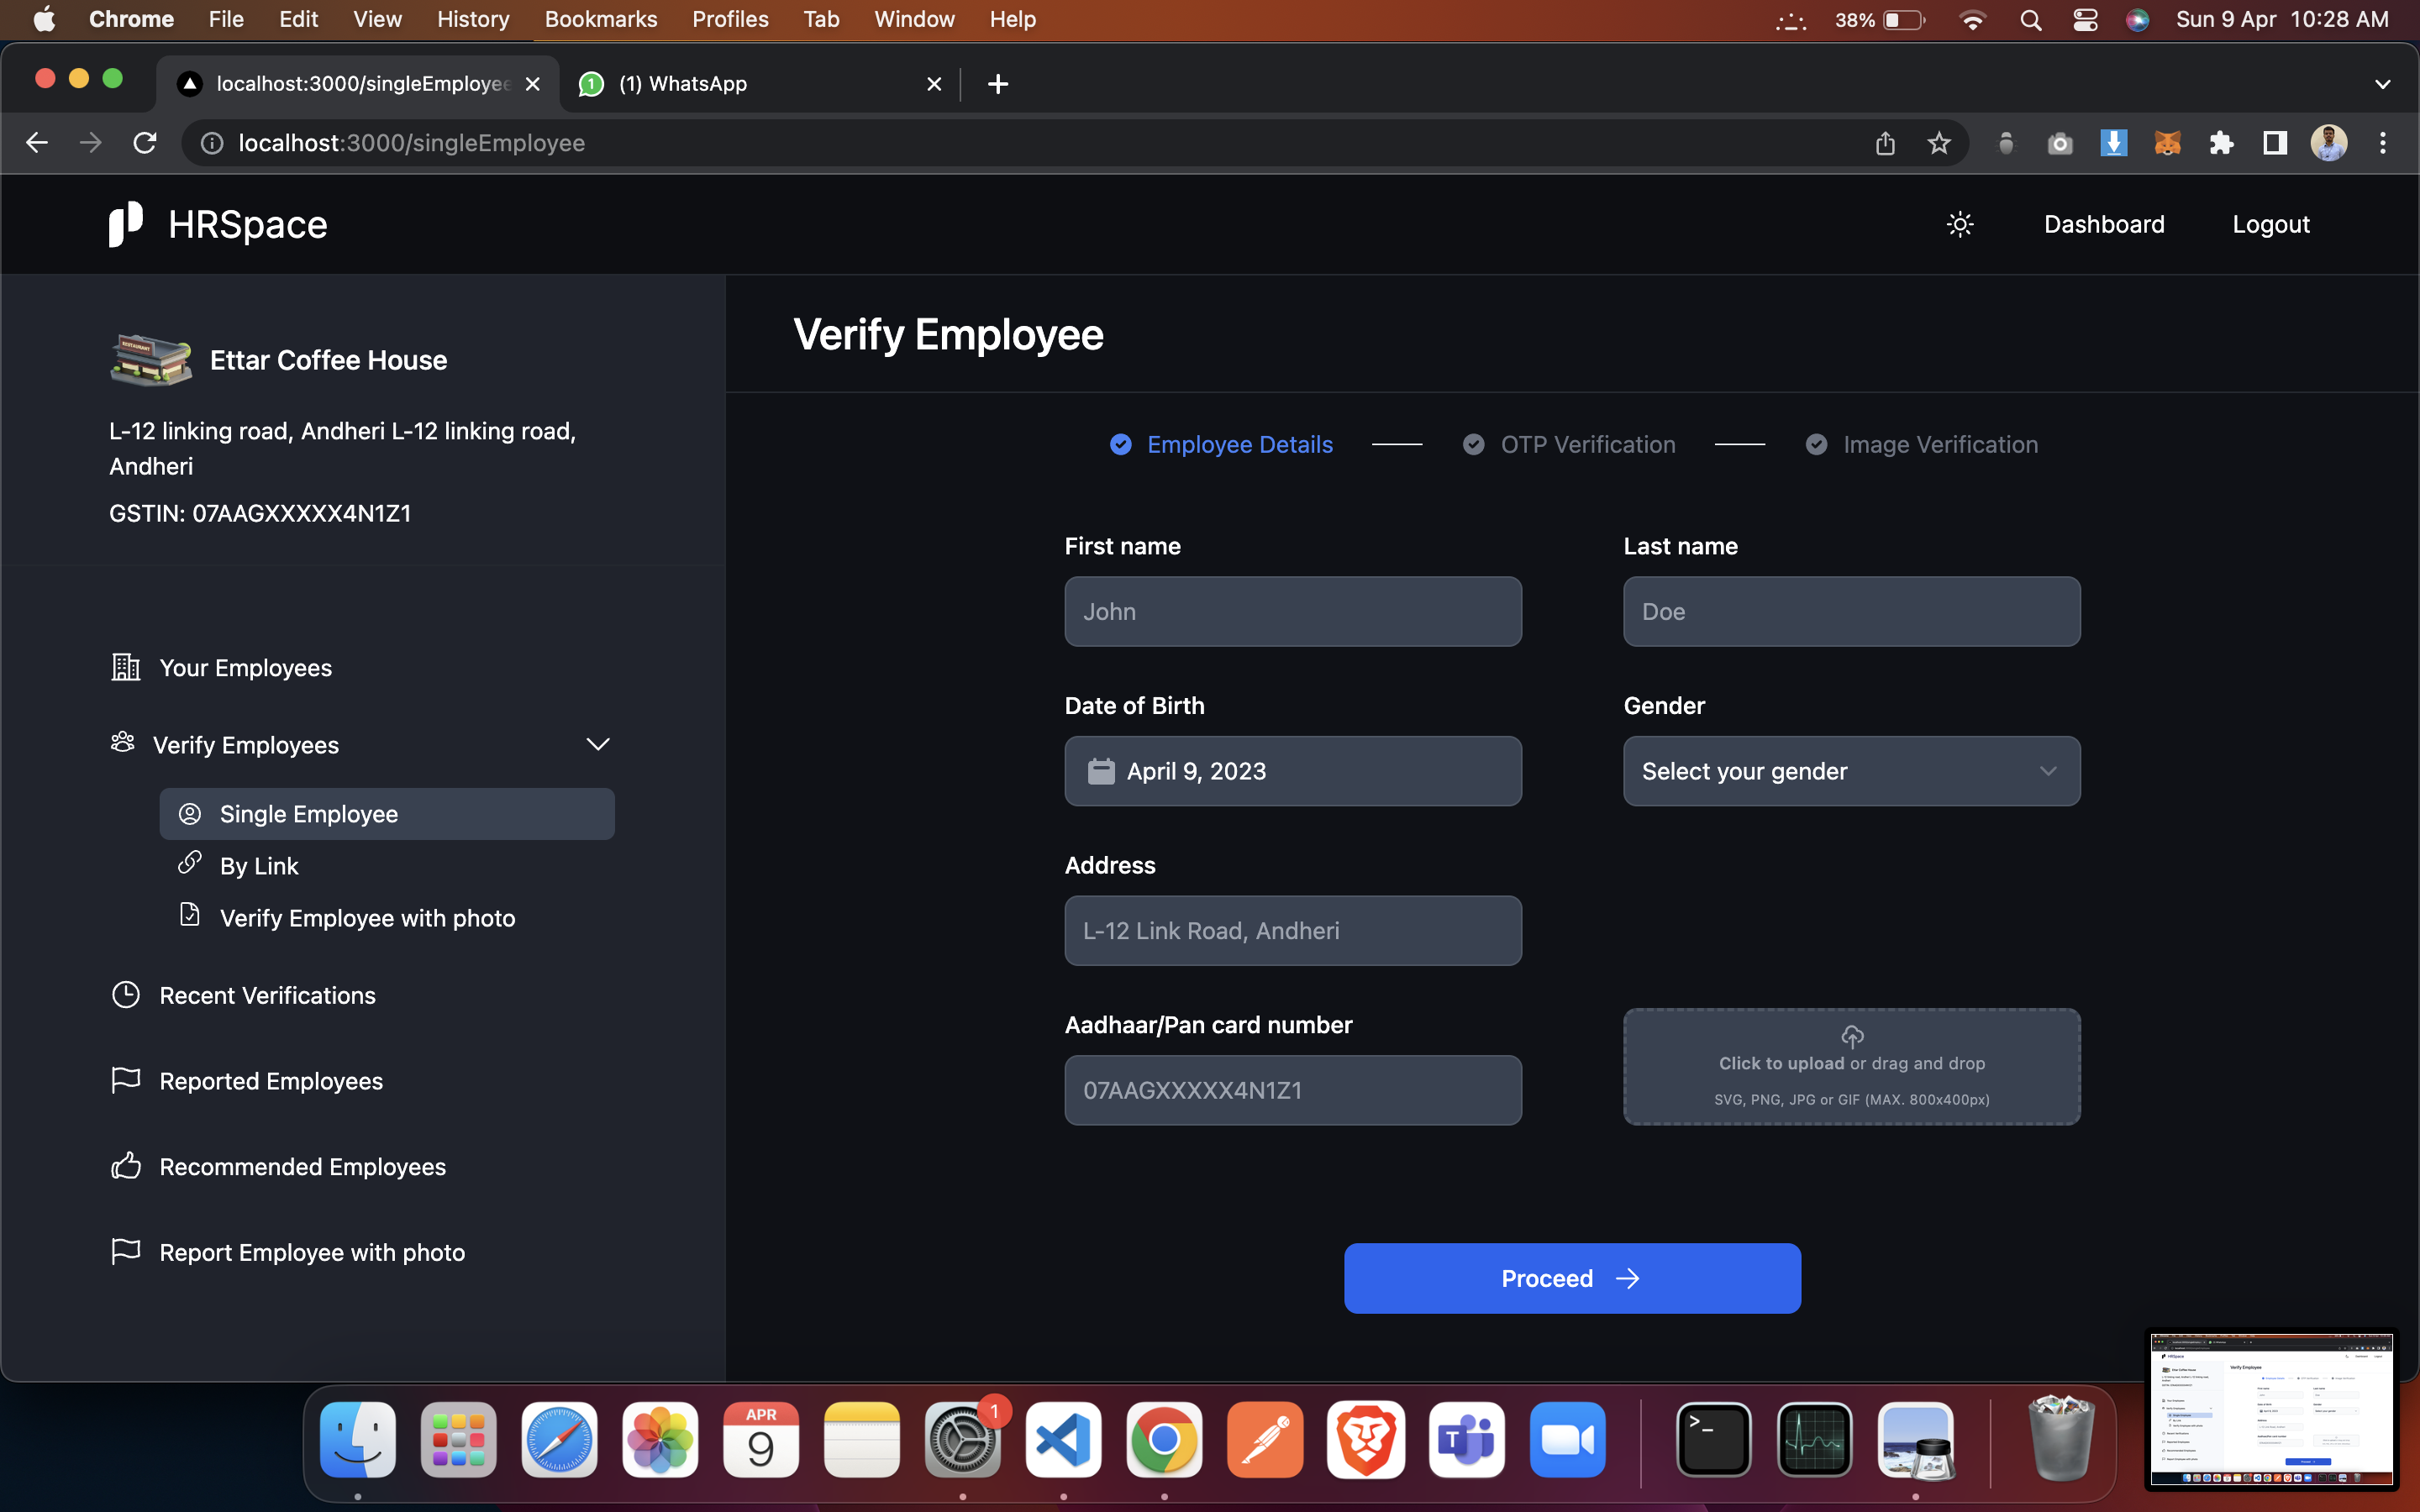 Chrome File Edit View History Bookmarks Profiles Tab Window Help 38% Sun 9 Apr 10:28 AM
localhost:3000/singleEmployee (1) WhatsApp
localhost:3000/singleEmployee
HRSpace Dashboard Logout
Ettar Coffee House
L-12 linking road, Andheri L-12 linking road,
Andheri
GSTIN: 07AAGXXXXX4N1Z1
Your Employees
Verify Employees
Single Employee
By Link
Verify Employee with photo
Recent Verifications
Reported Employees
Recommended Employees
Report Employee with photo
Verify Employee
Employee Details OTP Verification Image Verification
First name Last name
John Doe
Date of Birth Gender
April 9, 2023 Select your gender
Address
L-12 Link Road, Andheri
Aadhaar/Pan card number
07AAGXXXXX4N1Z1
Click to upload or drag and drop
SVG, PNG, JPG or GIF (MAX. 800x400px)
Proceed
APR
9
1